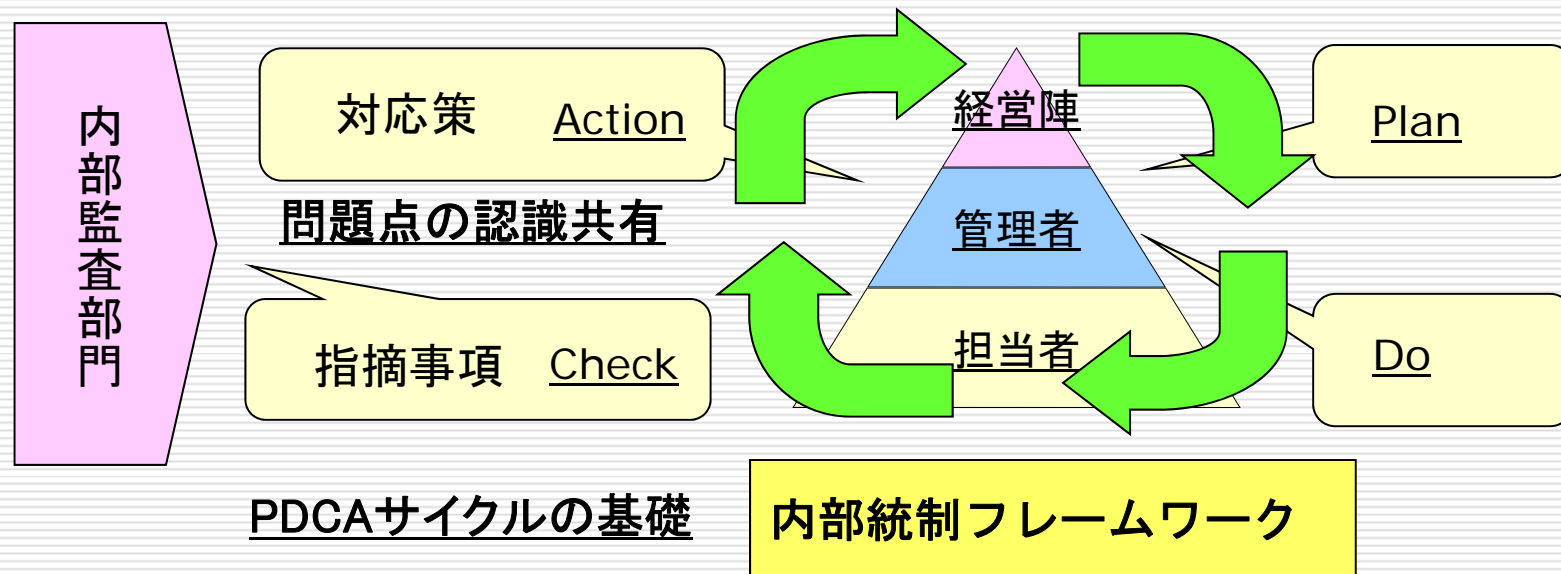 内部監査部門
対応策 Action
経営陣
Plan
問題点の認識共有
管理者
指摘事項 Check
担当者
Do
PDCAサイクルの基礎
内部統制フレームワーク